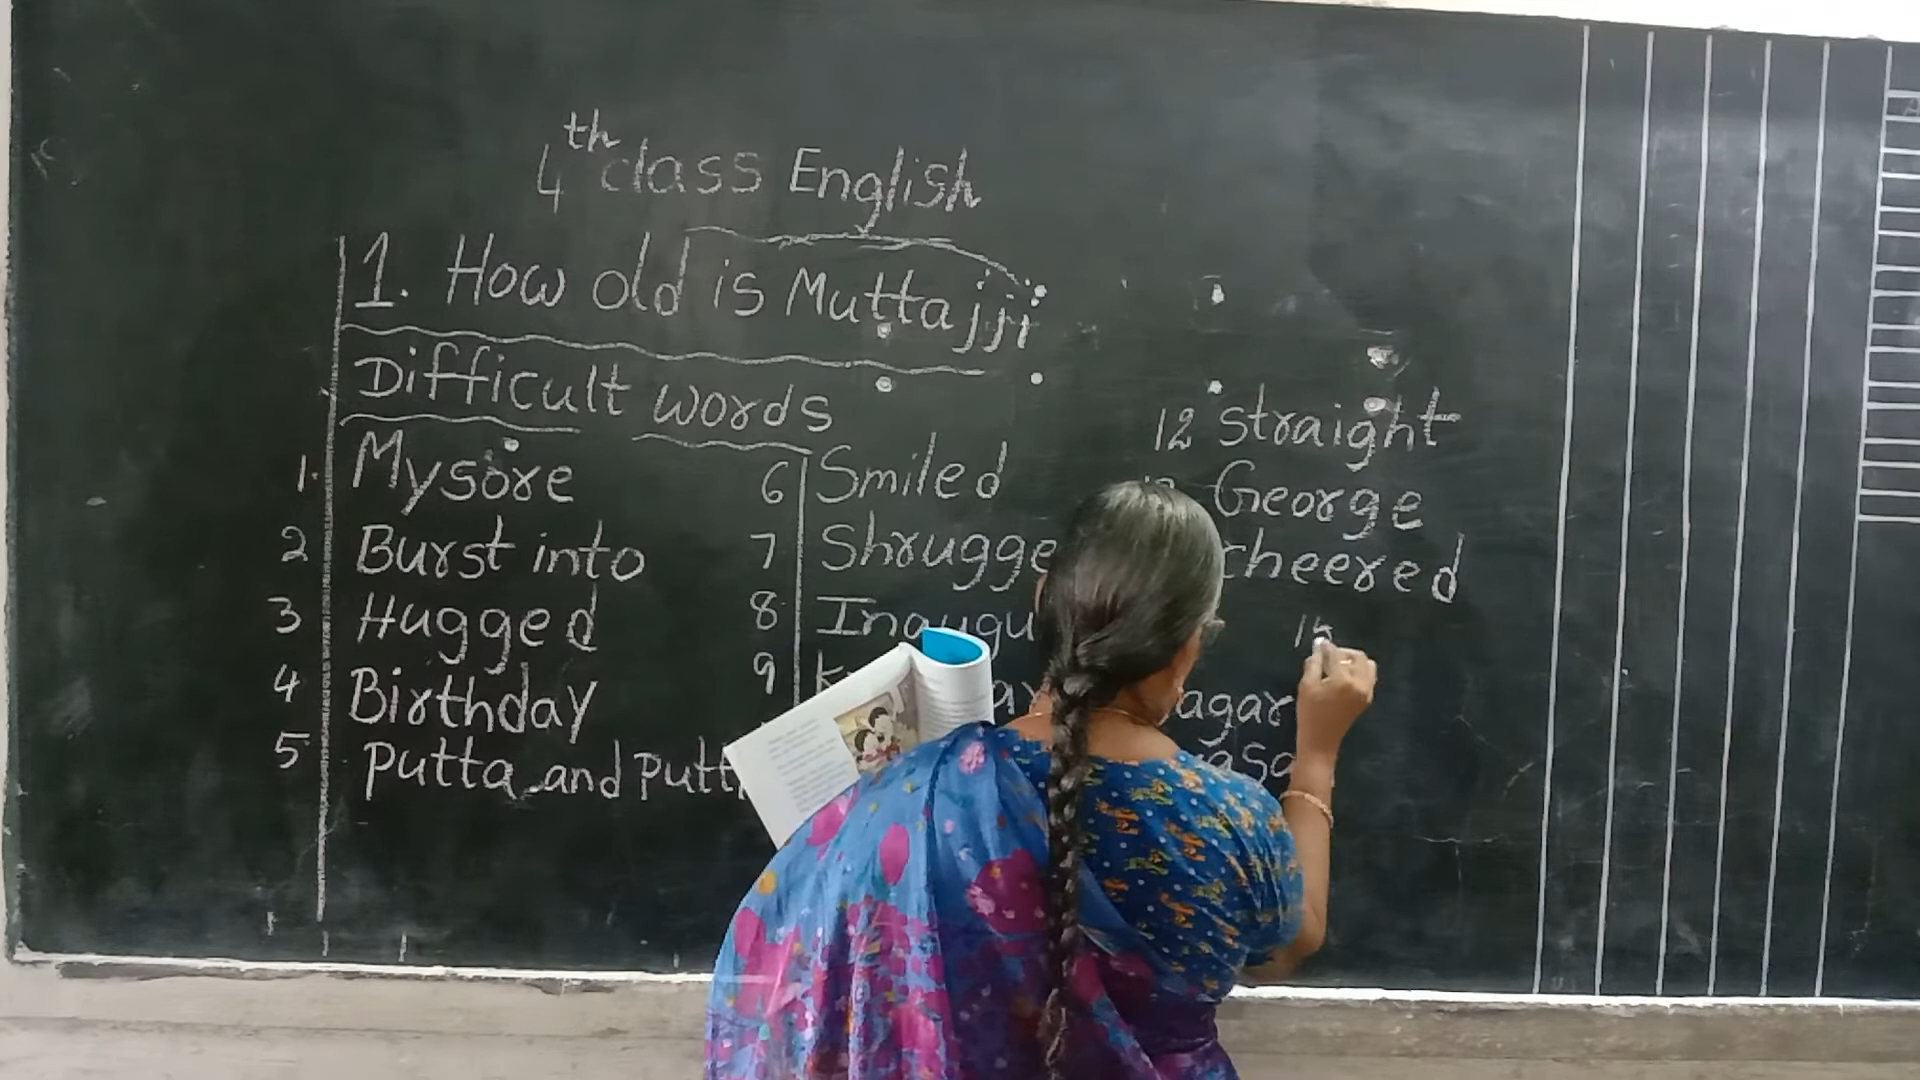 4th class English
1. How old is Muttajji
Difficult words
1. Mysore
2 Burst into
3 Hugged
4 Birthday
5 Putta and Putt
6 Smiled
7 Shrugge
8 Inaugu
9
12 straight
George
cheered